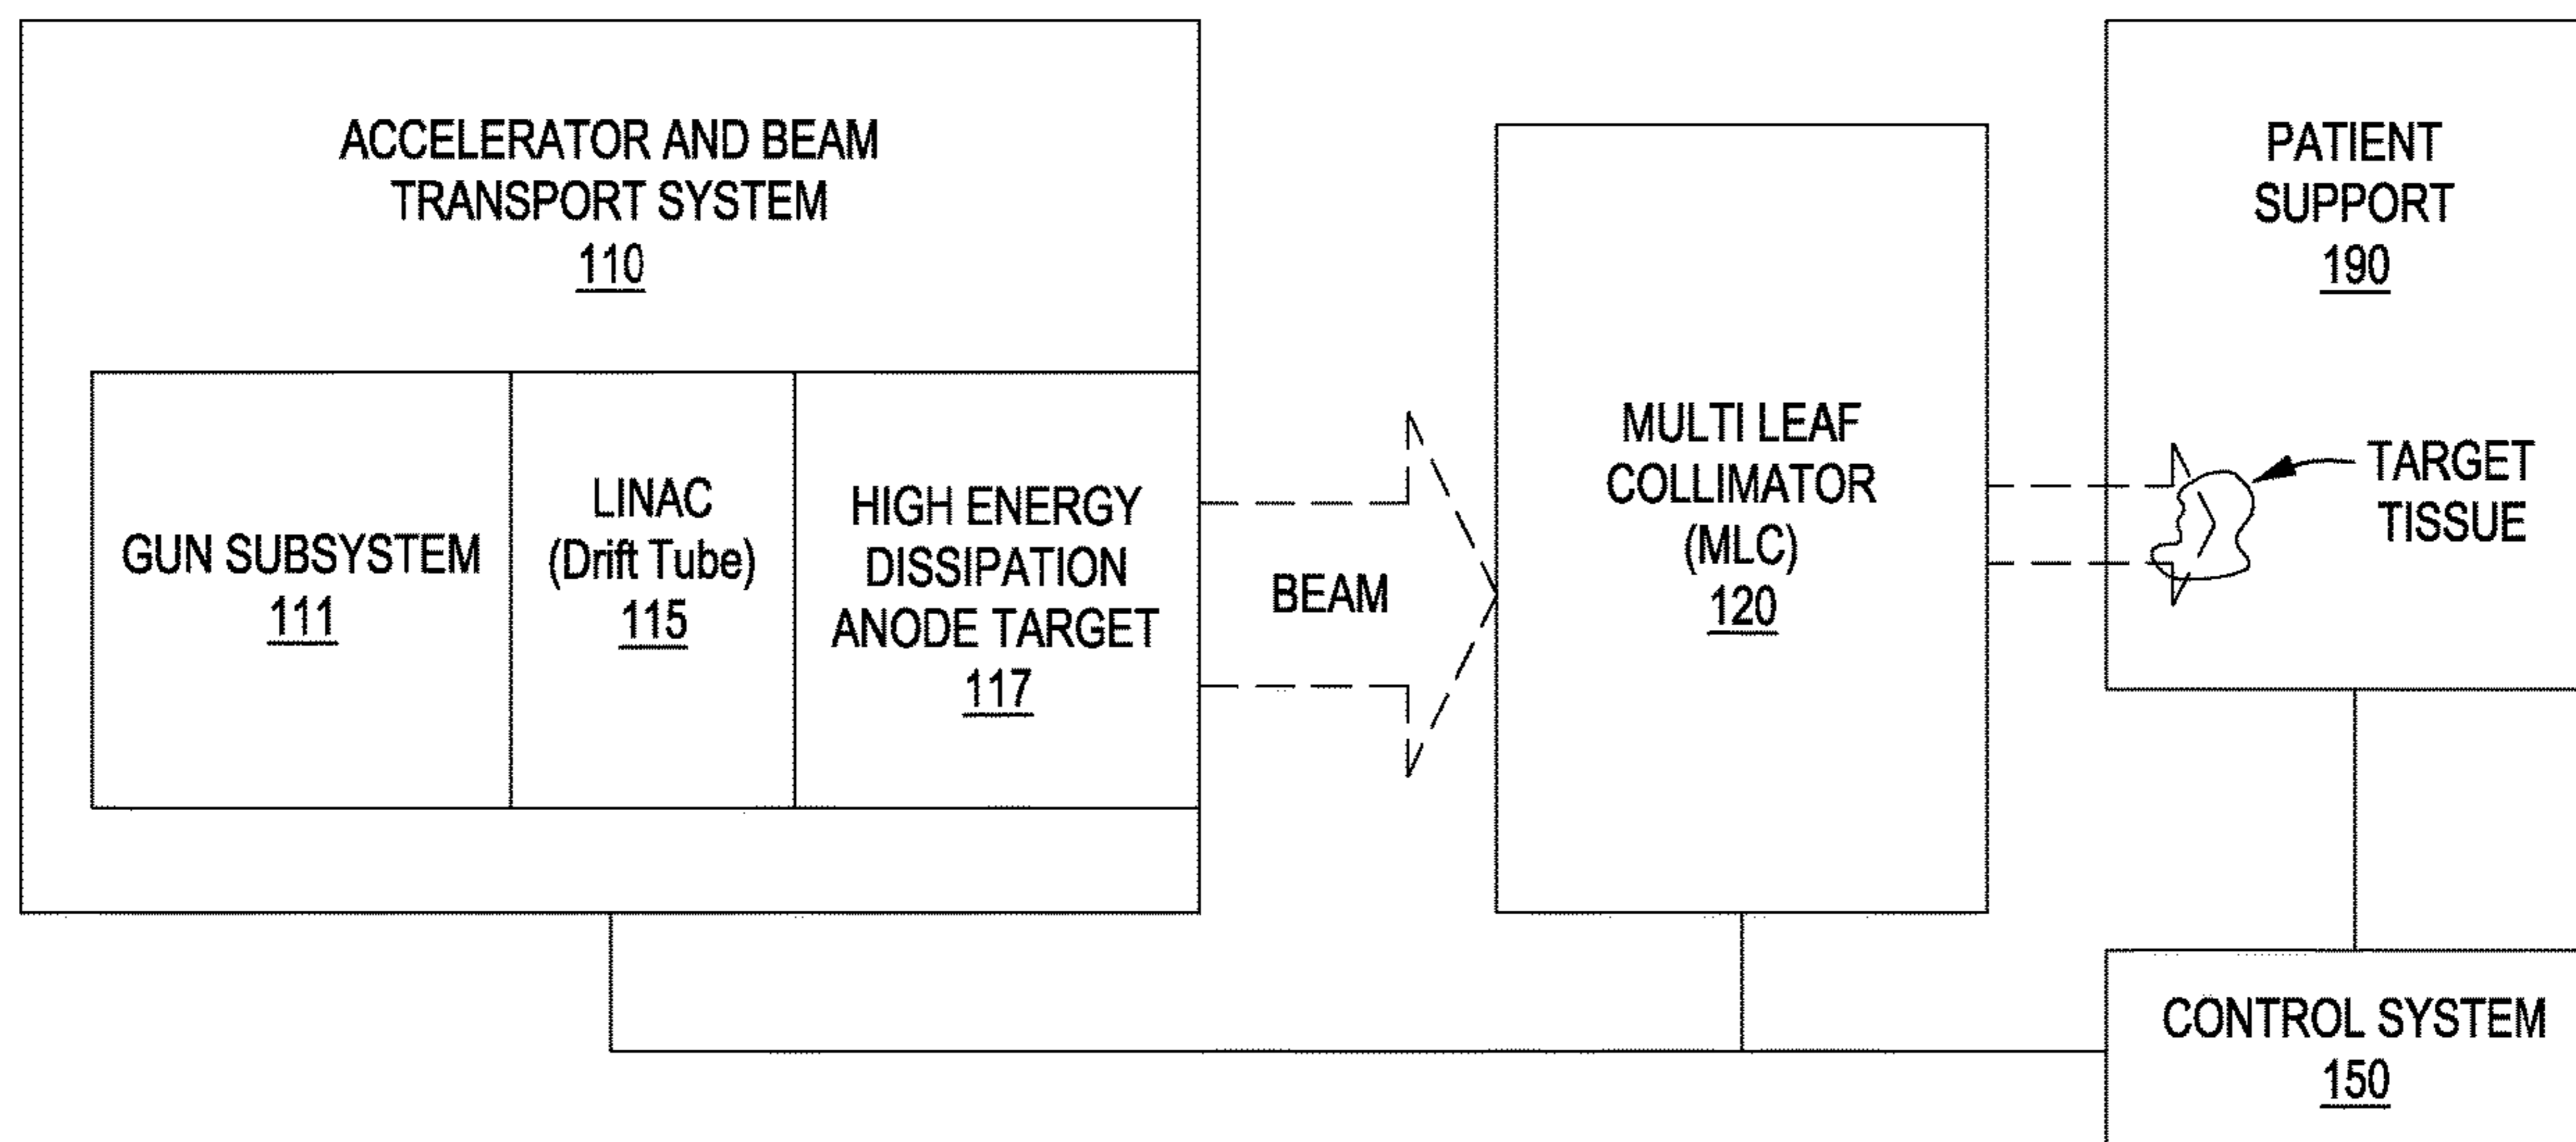 ACCELERATOR AND BEAM
TRANSPORT SYSTEM
110
GUN SUBSYSTEM
111
LINAC
(Drift Tube)
115
HIGH ENERGY
DISSIPATION
ANODE TARGET
117
BEAM
MULTI LEAF
COLLIMATOR
(MLC)
120
PATIENT
SUPPORT
190
TARGET
TISSUE
CONTROL SYSTEM
150